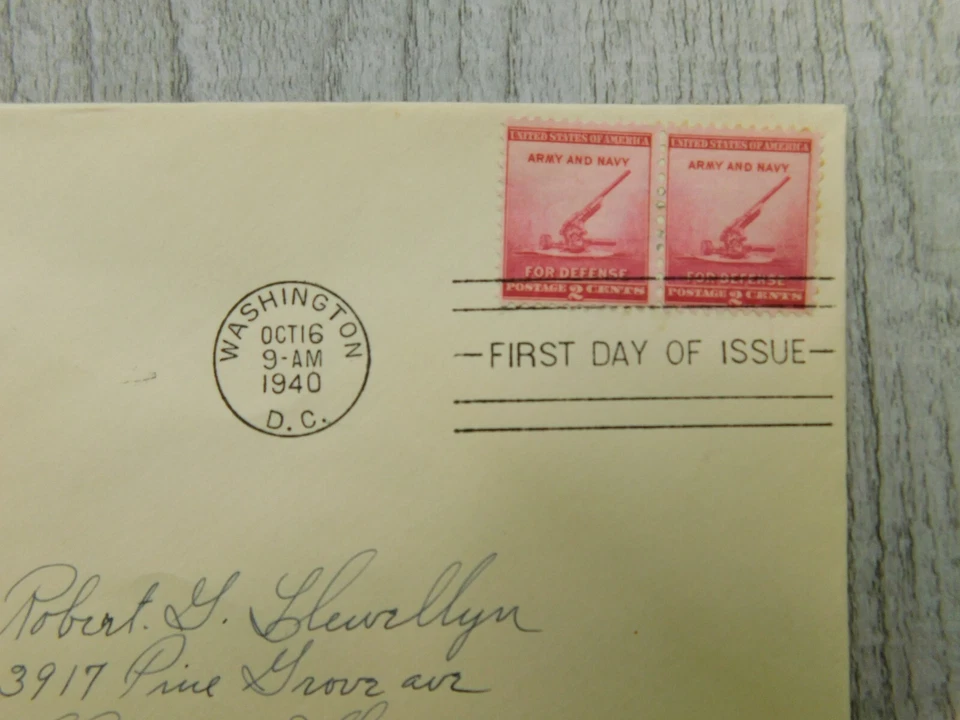 UNITED STATES OF AMERICA
ARMY AND NAVY
FOR DEFENSE
POSTAGE 2 CENTS
UNITED STATES OF AMERICA
ARMY AND NAVY
FOR DEFENSE
POSTAGE 2 CENTS
WASHINGTON
OCT 16
9-AM
1940
D.C.
FIRST DAY OF ISSUE
Robert. G. Llewellyn
3917 Pine Grove ave